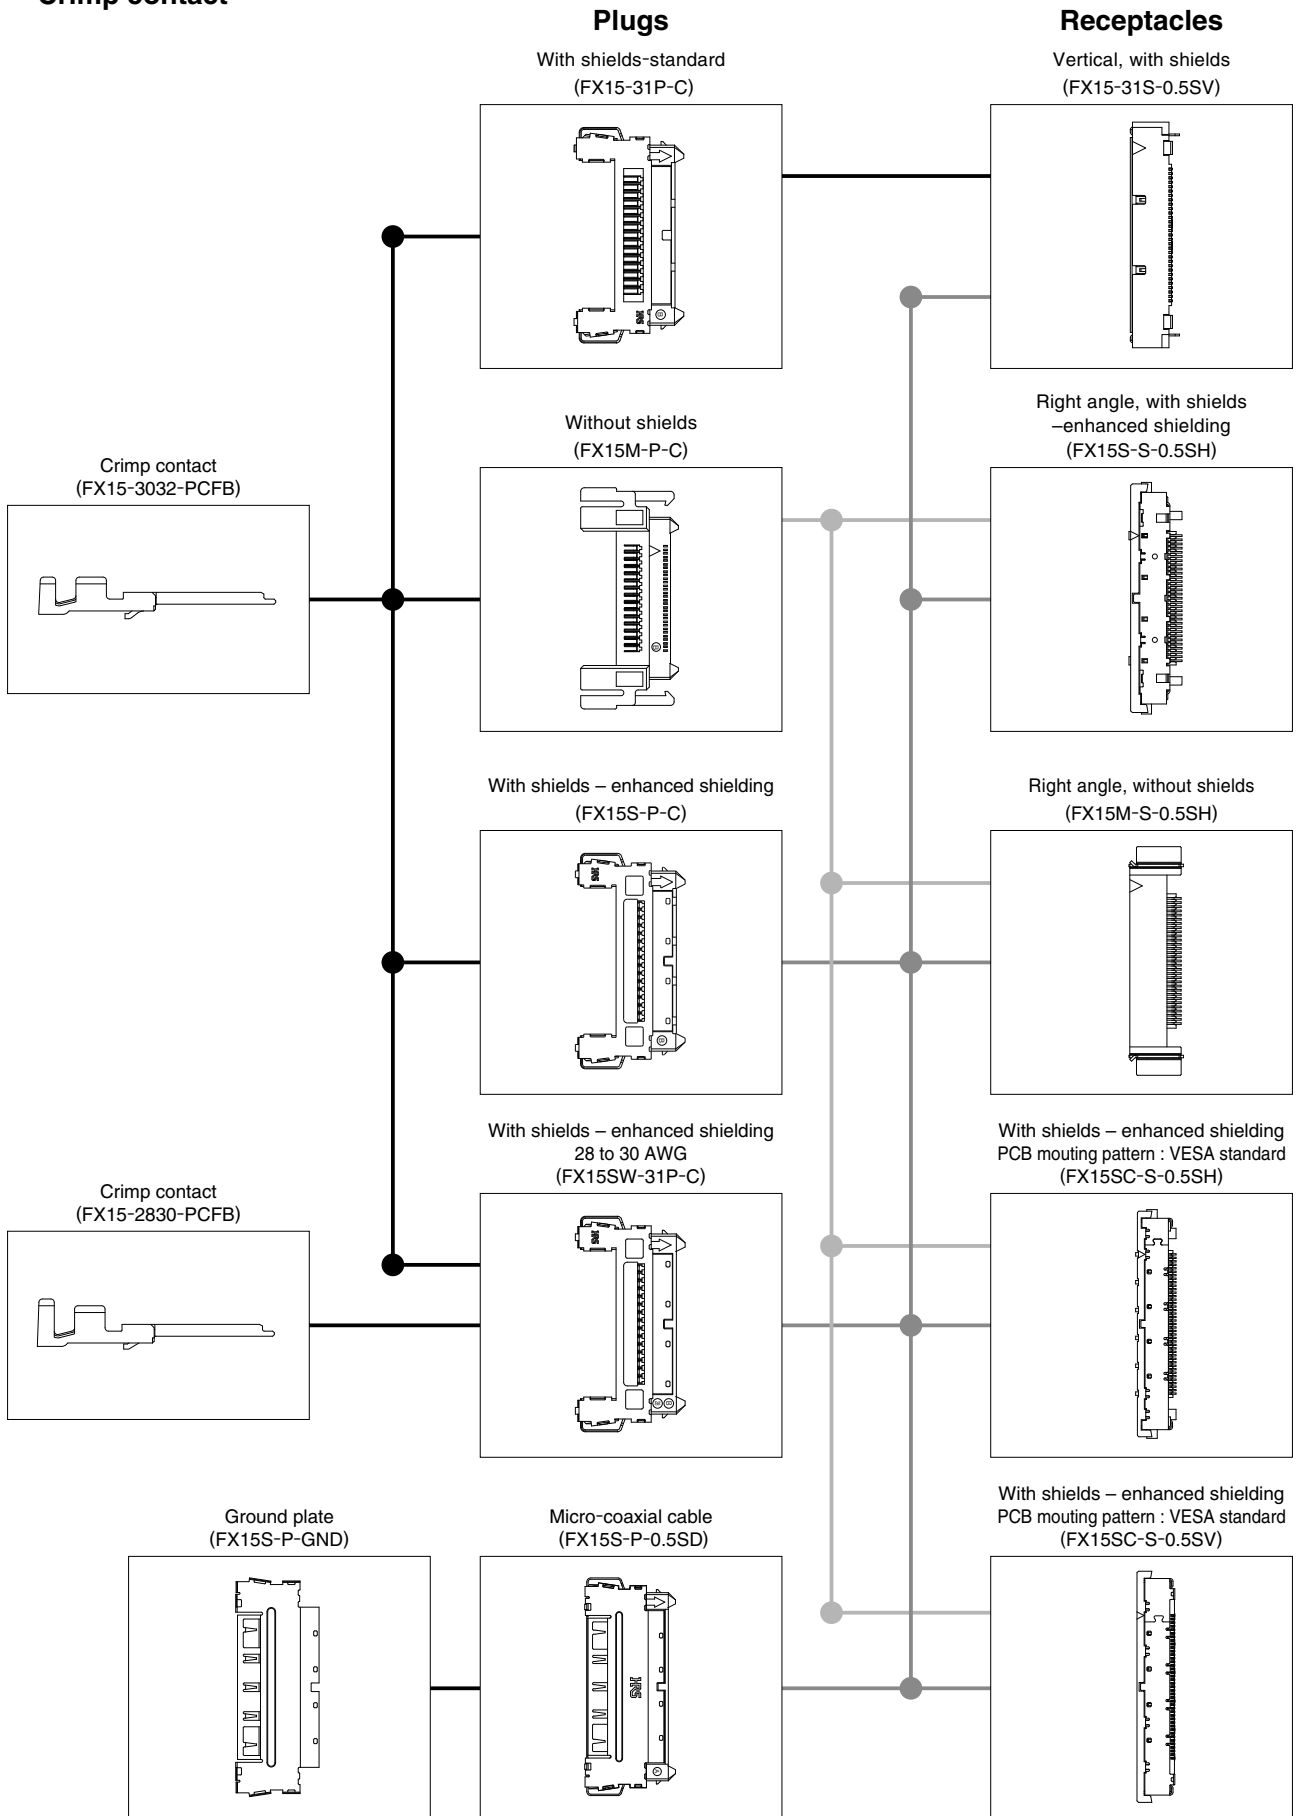 Crimp contact
Plugs
Receptacles
With shields-standard
(FX15-31P-C)
Vertical, with shields
(FX15-31S-0.5SV)
Without shields
(FX15M-P-C)
Right angle, with shields
–enhanced shielding
(FX15S-S-0.5SH)
Crimp contact
(FX15-3032-PCFB)
With shields – enhanced shielding
(FX15S-P-C)
Right angle, without shields
(FX15M-S-0.5SH)
With shields – enhanced shielding
28 to 30 AWG
(FX15SW-31P-C)
With shields – enhanced shielding
PCB mouting pattern : VESA standard
(FX15SC-S-0.5SH)
Crimp contact
(FX15-2830-PCFB)
Ground plate
(FX15S-P-GND)
Micro-coaxial cable
(FX15S-P-0.5SD)
With shields – enhanced shielding
PCB mouting pattern : VESA standard
(FX15SC-S-0.5SV)
HRS
HRS
HRS
HRS